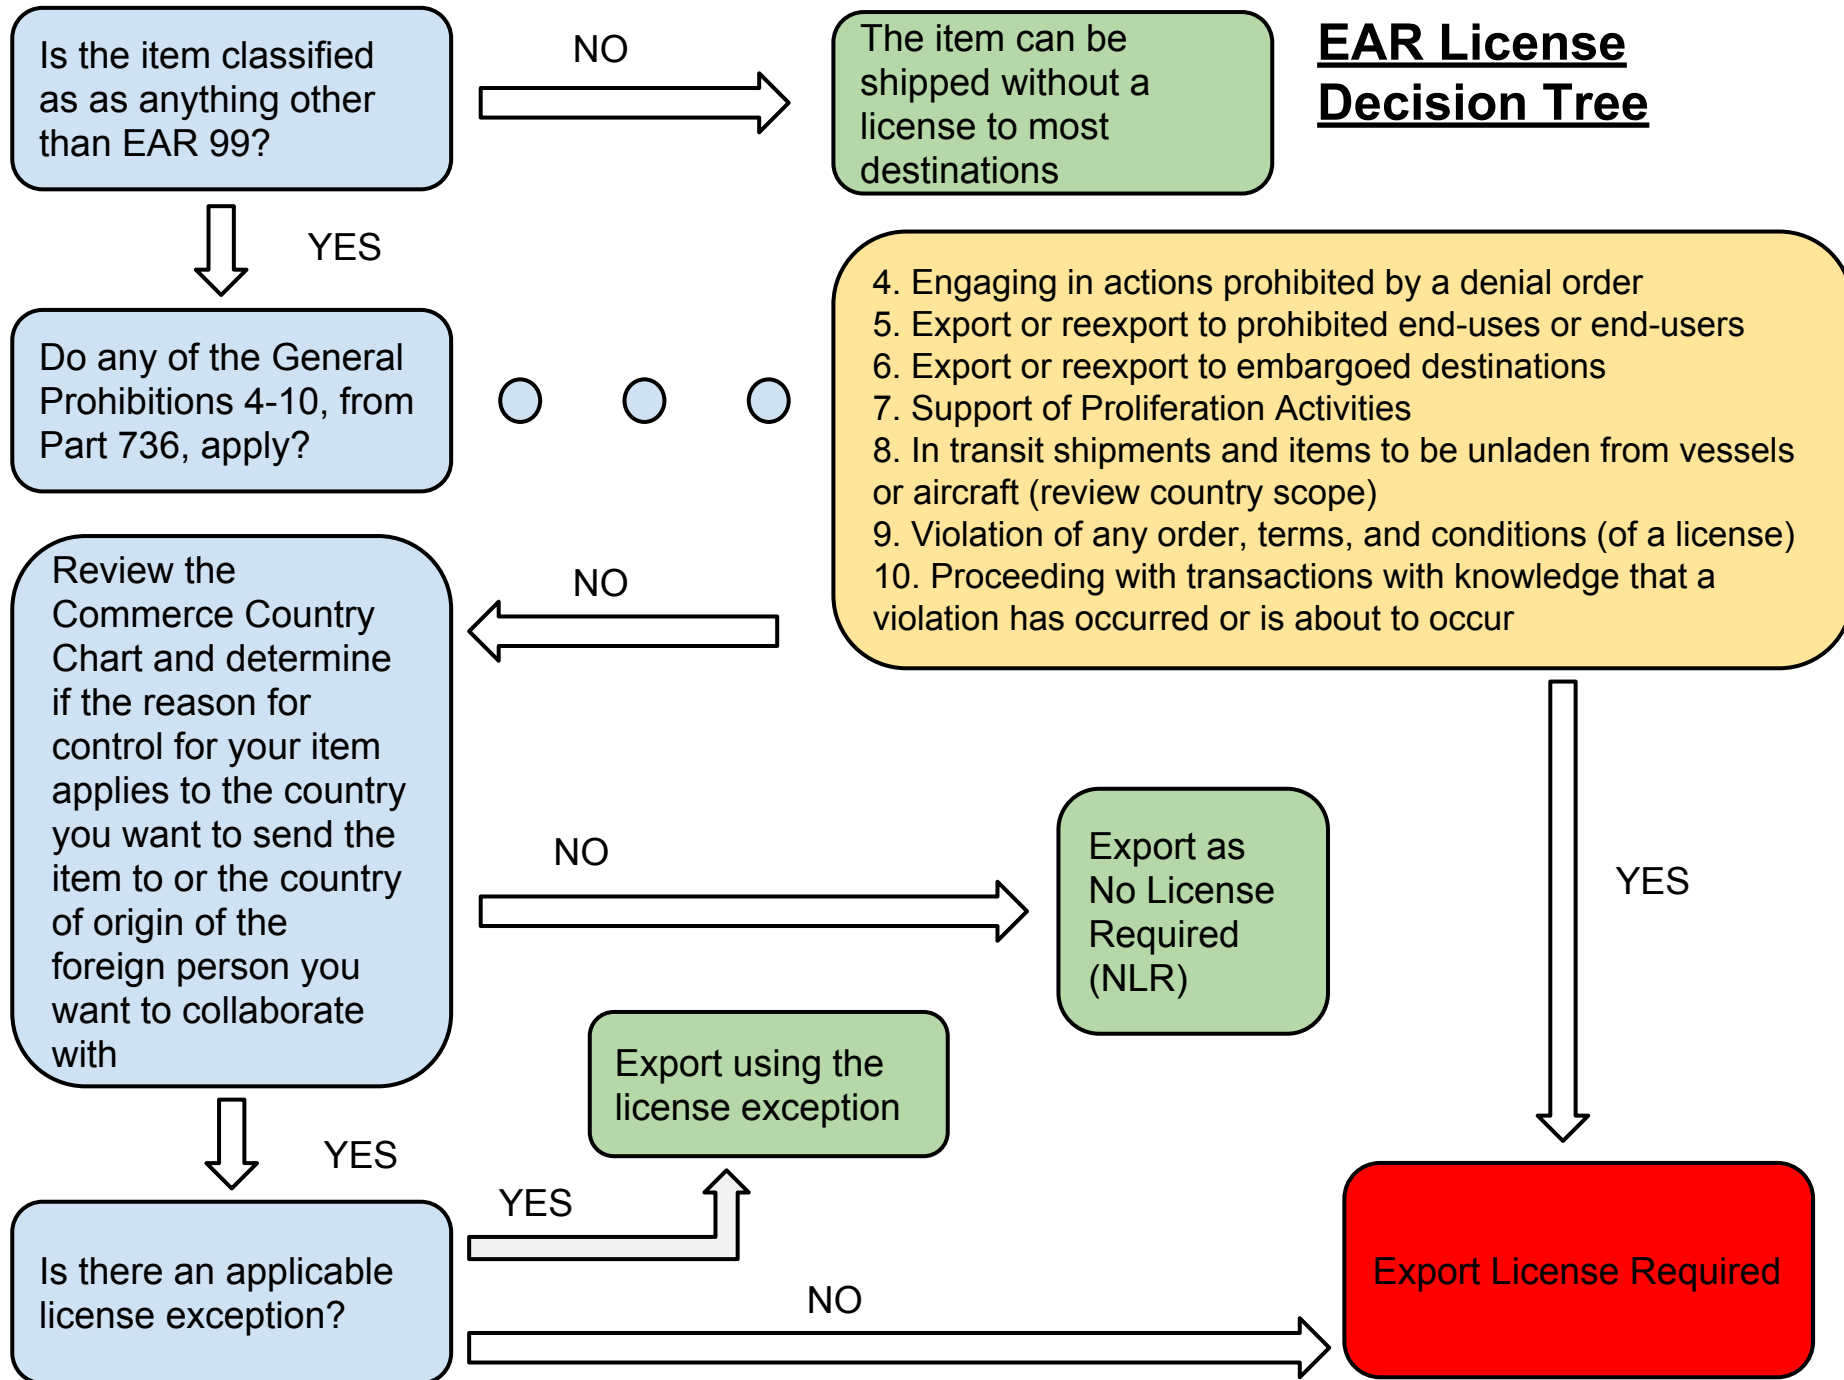 EAR License
Decision Tree
Is the item classified
as as anything other
than EAR 99?
NO
The item can be
shipped without a
license to most
destinations
YES
Do any of the General
Prohibitions 4-10, from
Part 736, apply?
4. Engaging in actions prohibited by a denial order
5. Export or reexport to prohibited end-uses or end-users
6. Export or reexport to embargoed destinations
7. Support of Proliferation Activities
8. In transit shipments and items to be unladen from vessels
or aircraft (review country scope)
9. Violation of any order, terms, and conditions (of a license)
10. Proceeding with transactions with knowledge that a
violation has occurred or is about to occur
NO
Review the
Commerce Country
Chart and determine
if the reason for
control for your item
applies to the country
you want to send the
item to or the country
of origin of the
foreign person you
want to collaborate
with
NO
Export as
No License
Required
(NLR)
YES
YES
Is there an applicable
license exception?
YES
Export using the
license exception
NO
Export License Required